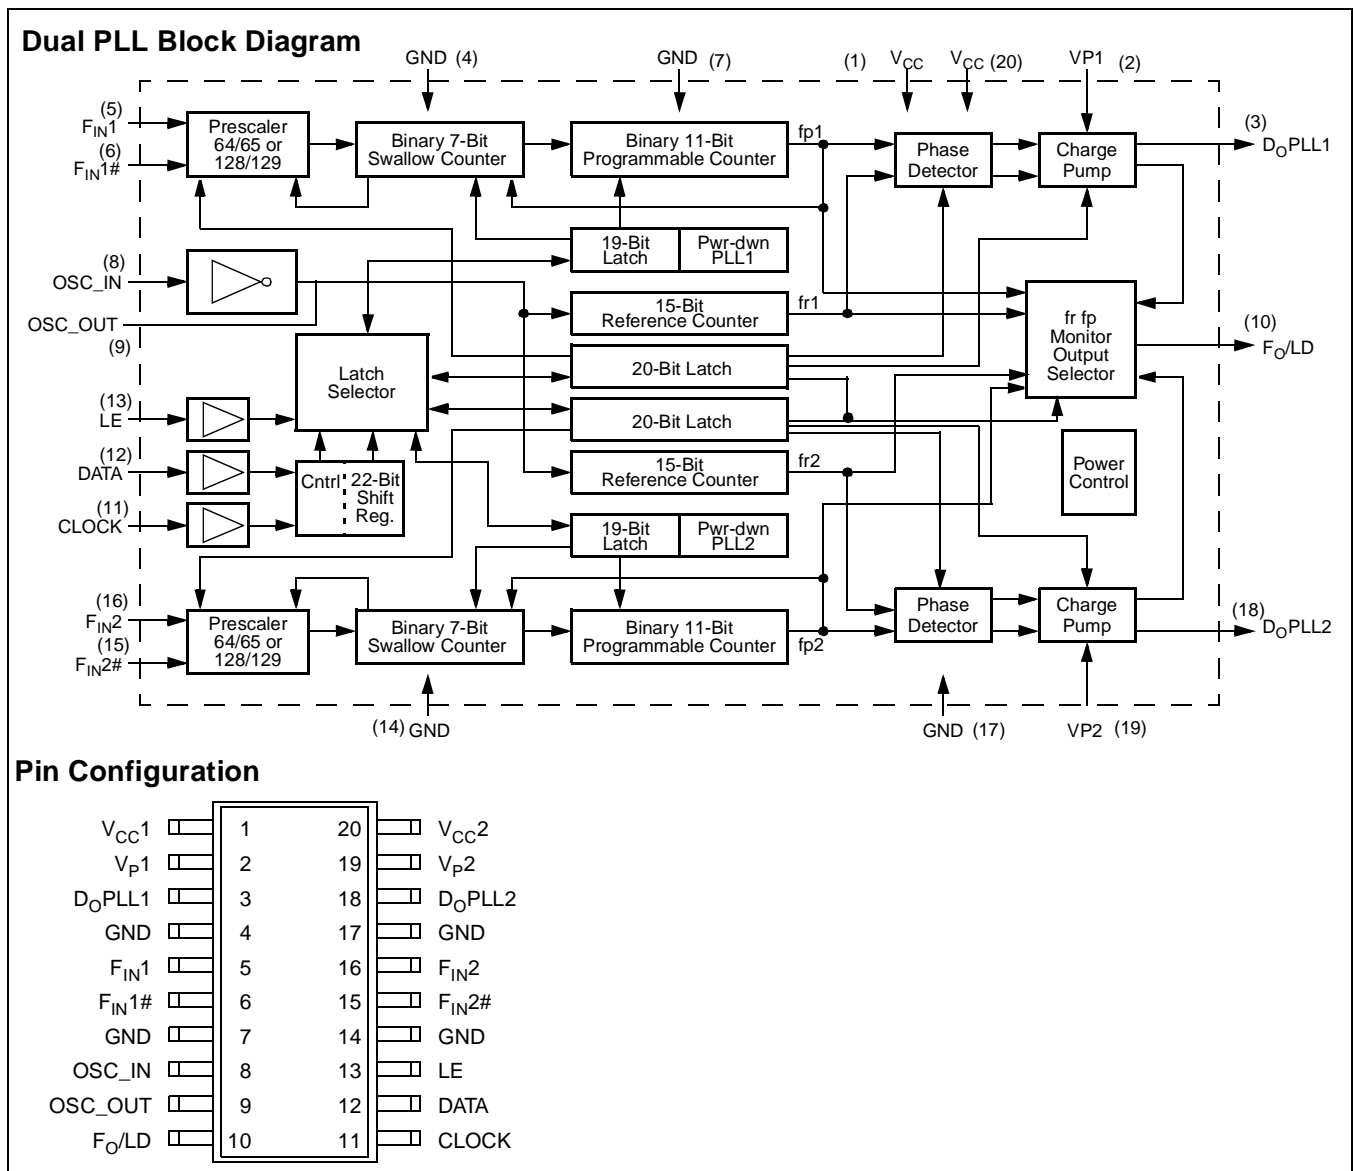 Dual PLL Block Diagram
GND (4)
GND (7)
(1) VCC
VCC (20)
VP1 (2)
(5)
FIN1
(6)
FIN1#
Prescaler
64/65 or
128/129
Binary 7-Bit
Swallow Counter
Binary 11-Bit
Programmable Counter
fp1
Phase
Detector
Charge
Pump
(3)
DOPLL1
19-Bit
Latch
Pwr-dwn
PLL1
(8)
OSC_IN
OSC_OUT
(9)
15-Bit
Reference Counter
fr1
fr fp
Monitor
Output
Selector
(10)
FO/LD
Latch
Selector
20-Bit Latch
20-Bit Latch
(13)
LE
(12)
DATA
(11)
CLOCK
Cntrl
22-Bit
Shift
Reg.
15-Bit
Reference Counter
fr2
Power
Control
19-Bit
Latch
Pwr-dwn
PLL2
(16)
FIN2
(15)
FIN2#
Prescaler
64/65 or
128/129
Binary 7-Bit
Swallow Counter
Binary 11-Bit
Programmable Counter
fp2
Phase
Detector
Charge
Pump
(18)
DOPLL2
(14) GND
GND (17)
VP2 (19)
Pin Configuration
VCC1 1 20 VCC2
VP1 2 19 VP2
DOPLL1 3 18 DOPLL2
GND 4 17 GND
FIN1 5 16 FIN2
FIN1# 6 15 FIN2#
GND 7 14 GND
OSC_IN 8 13 LE
OSC_OUT 9 12 DATA
FO/LD 10 11 CLOCK